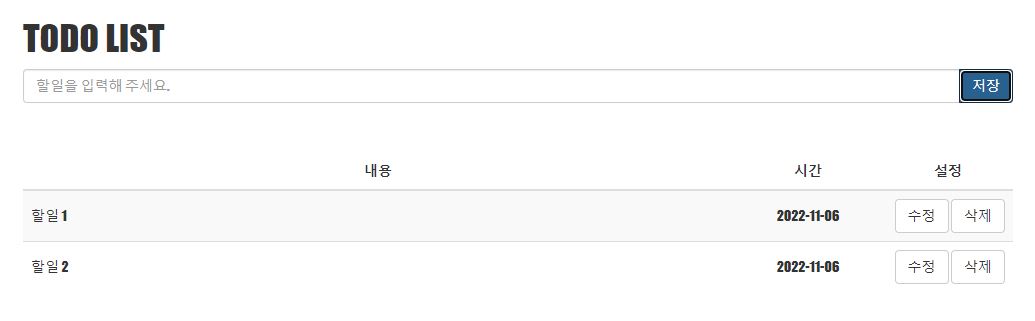 TODO LIST
할일을 입력해 주세요. 저장
내용 시간 설정
할일 1 2022-11-06 수정 삭제
할일 2 2022-11-06 수정 삭제